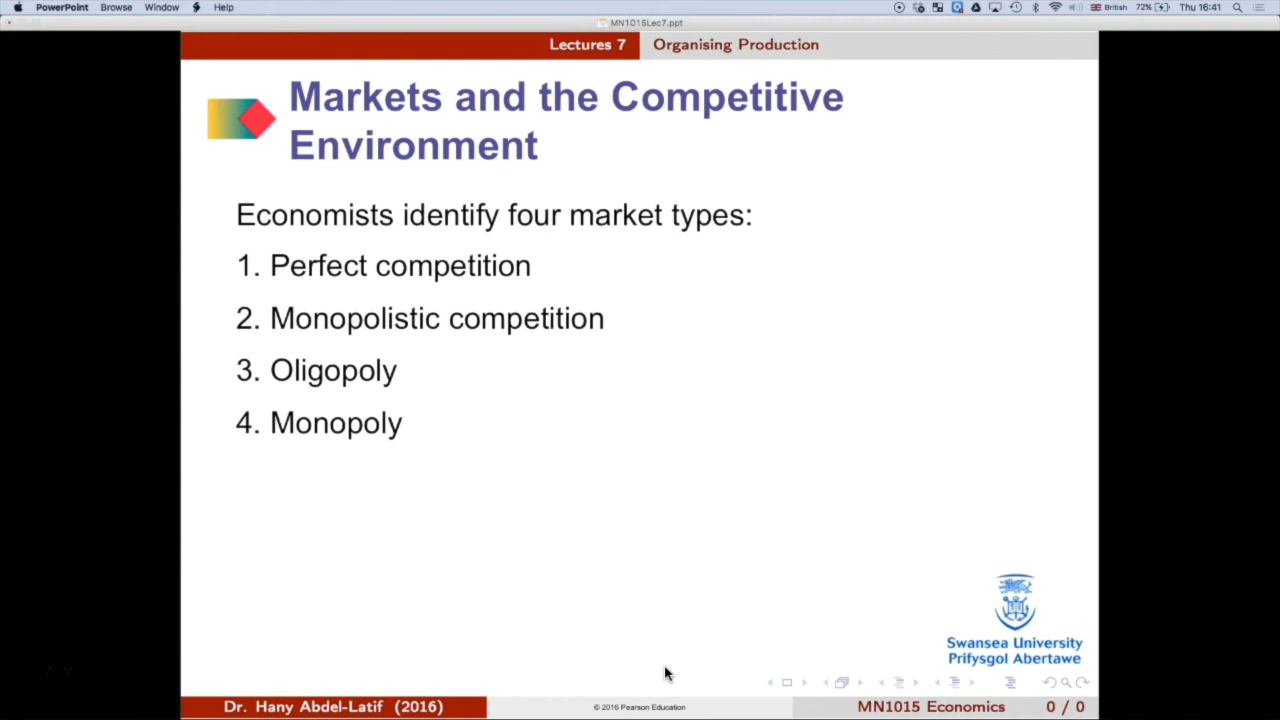 PowerPoint Browse Window Help British 72% Thu 16:41
MN1015Lec7.ppt
Lectures 7 Organising Production
Markets and the Competitive
Environment
Economists identify four market types:
1. Perfect competition
2. Monopolistic competition
3. Oligopoly
4. Monopoly
Swansea University
Prifysgol Abertawe
Dr. Hany Abdel-Latif (2016) © 2016 Pearson Education MN1015 Economics 0 / 0